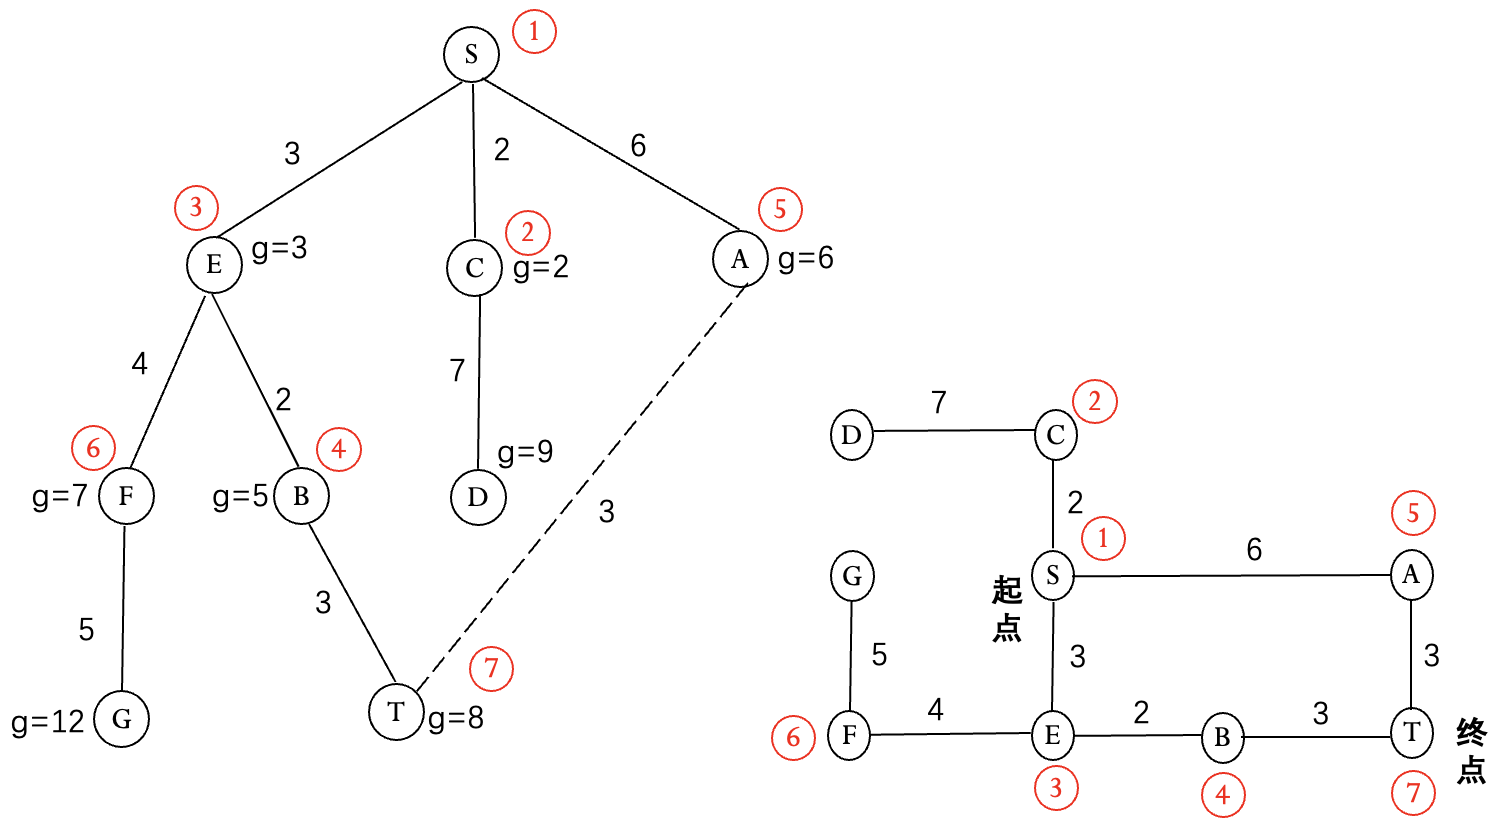 S ①
3 2 6
③ ② ⑤
E g=3 C g=2 A g=6
4 2 7
⑥ ④ g=9
g=7 F g=5 B D 3
5 3
⑦
g=12 G T g=8
7 ②
D C
2 ⑤
① 6
G 起点 S A
5 3 3
4 2 3
⑥ F E B T 终点
③ ④ ⑦